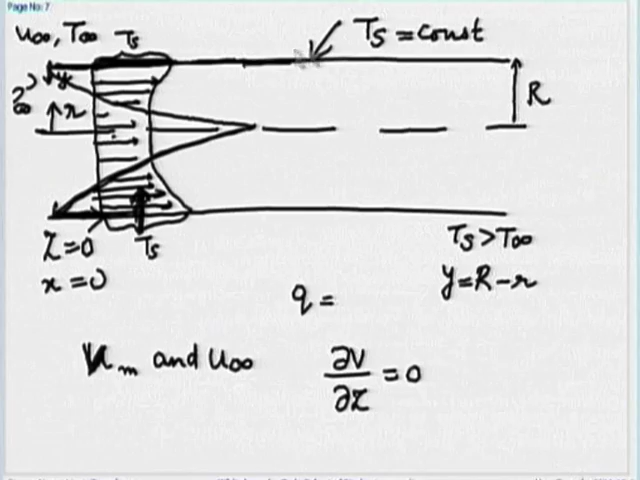 Page No: 7
u∞, T∞ Ts
Ts = const
y
r
R
Z=0
Ts
x=0
Ts > T∞
y=R-r
q =
Um and u∞
∂V/∂Z = 0